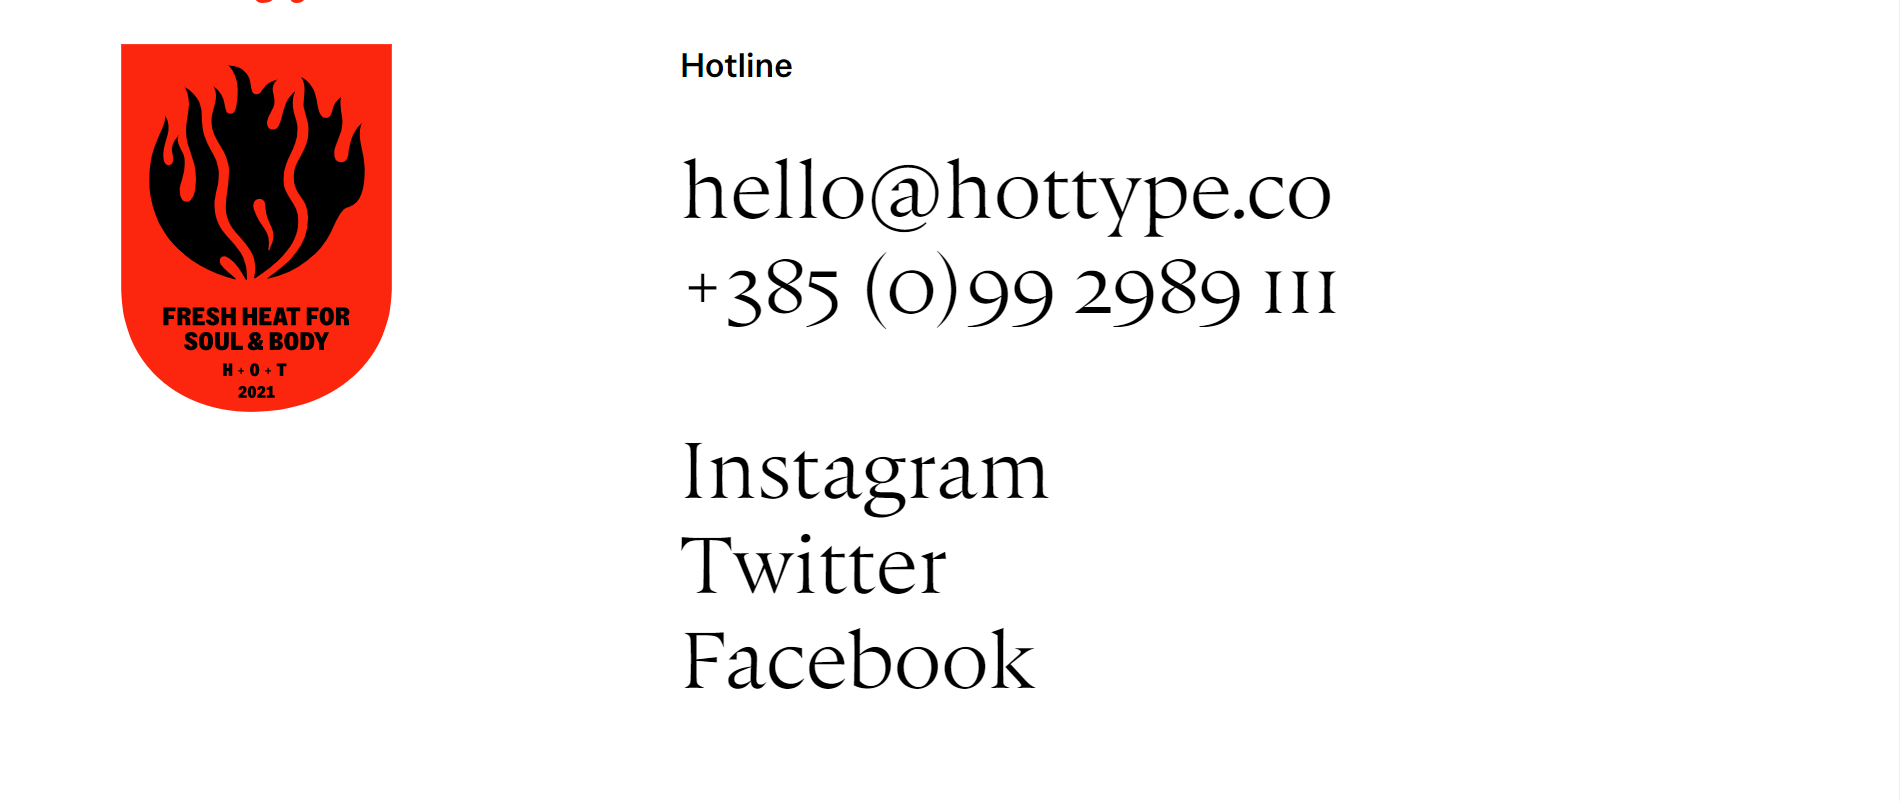 FRESH HEAT FOR
SOUL & BODY
H + O + T
2021
Hotline
hello@hottype.co
+385 (0)99 2989 111
Instagram
Twitter
Facebook